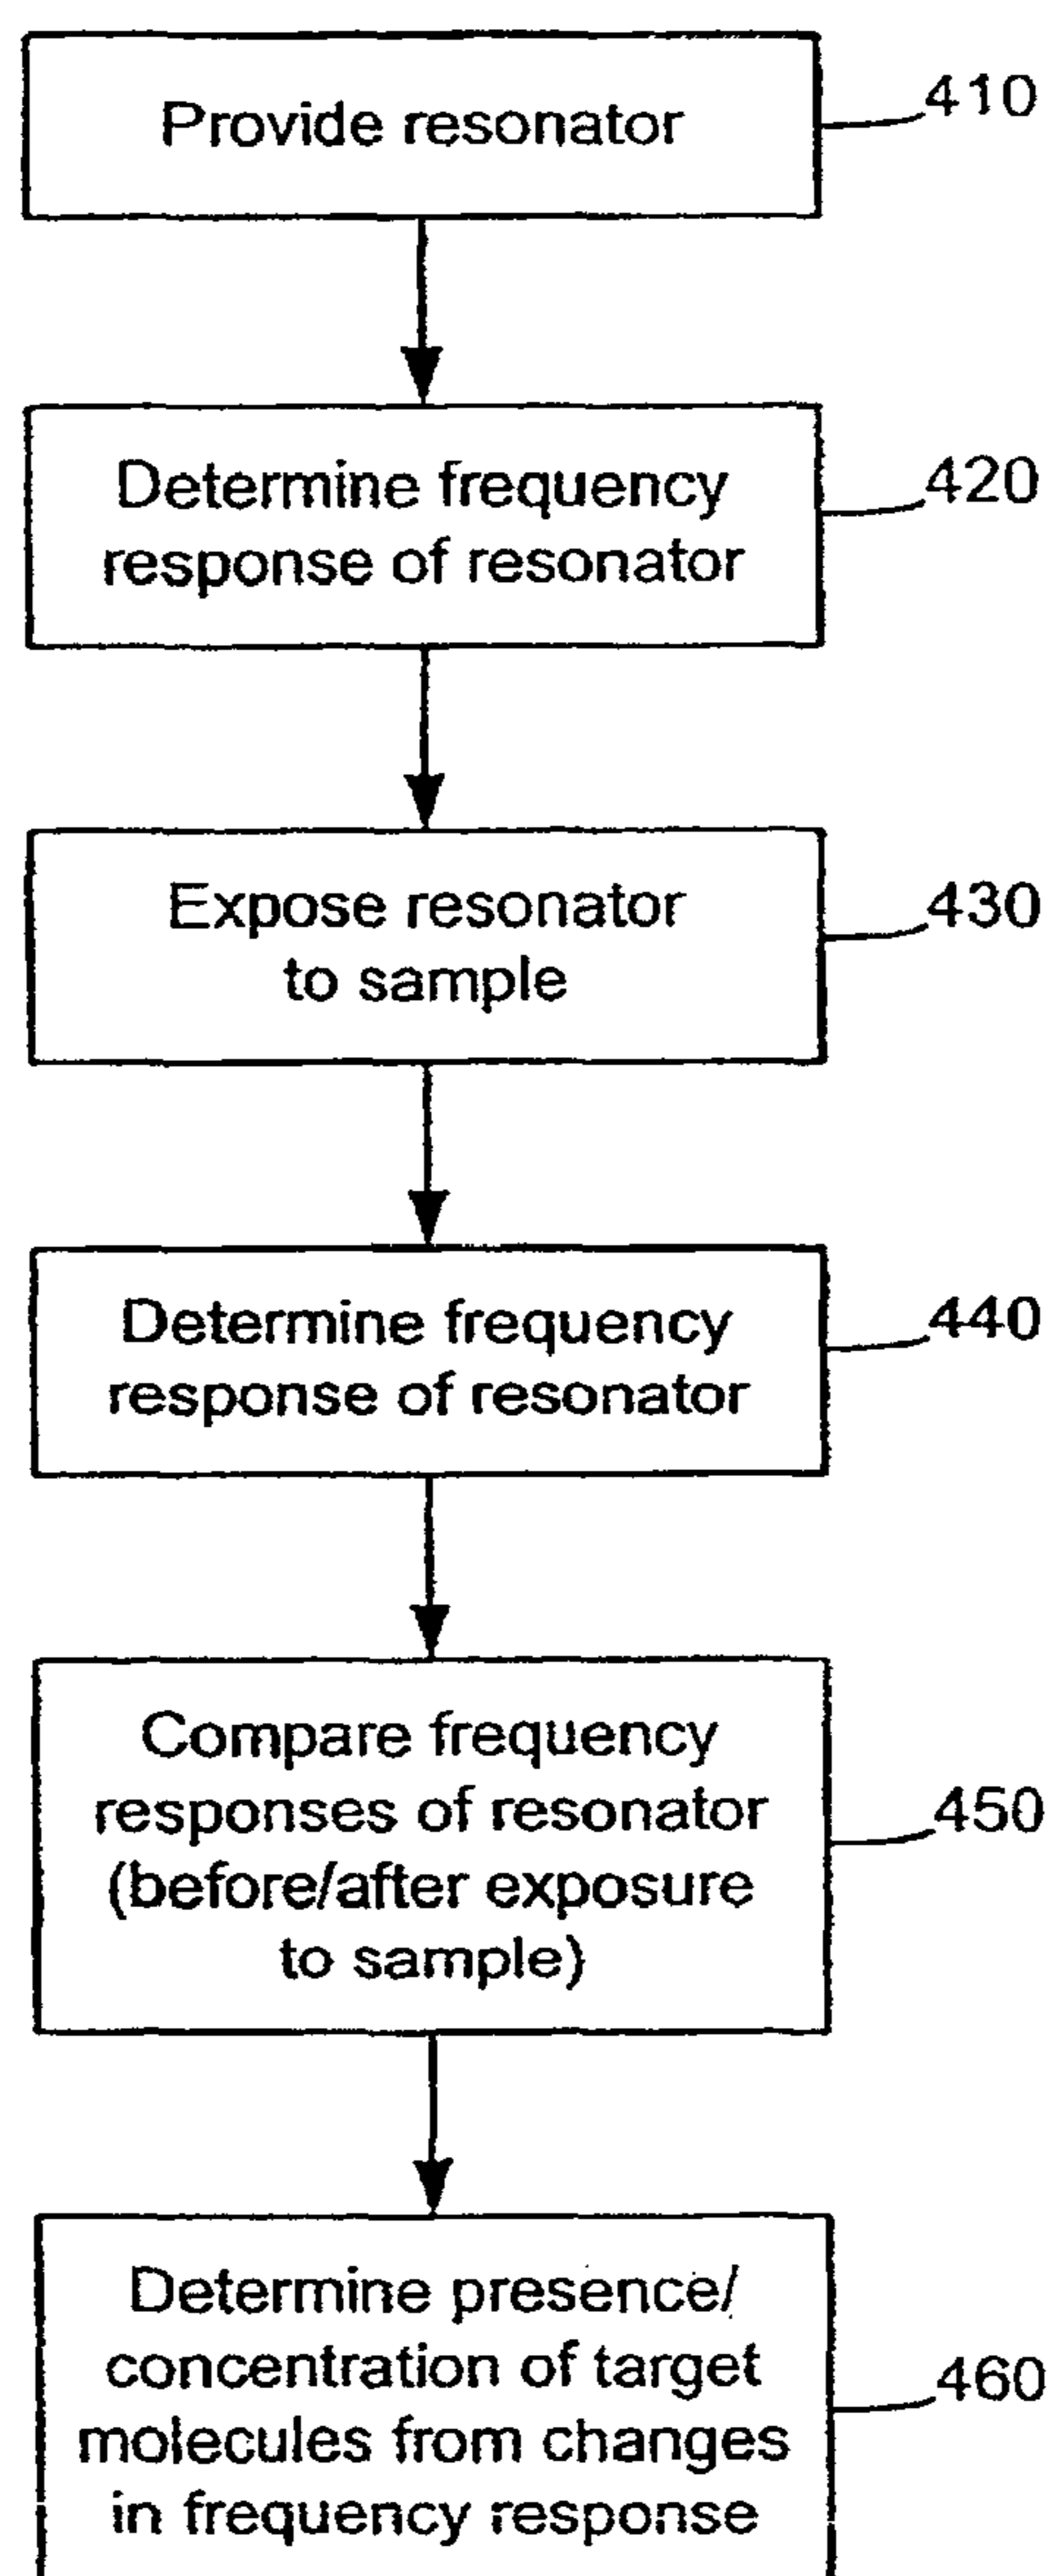 Provide resonator
410
Determine frequency
response of resonator
420
Expose resonator
to sample
430
Determine frequency
response of resonator
440
Compare frequency
responses of resonator
(before/after exposure
to sample)
450
Determine presence/
concentration of target
molecules from changes
in frequency response
460